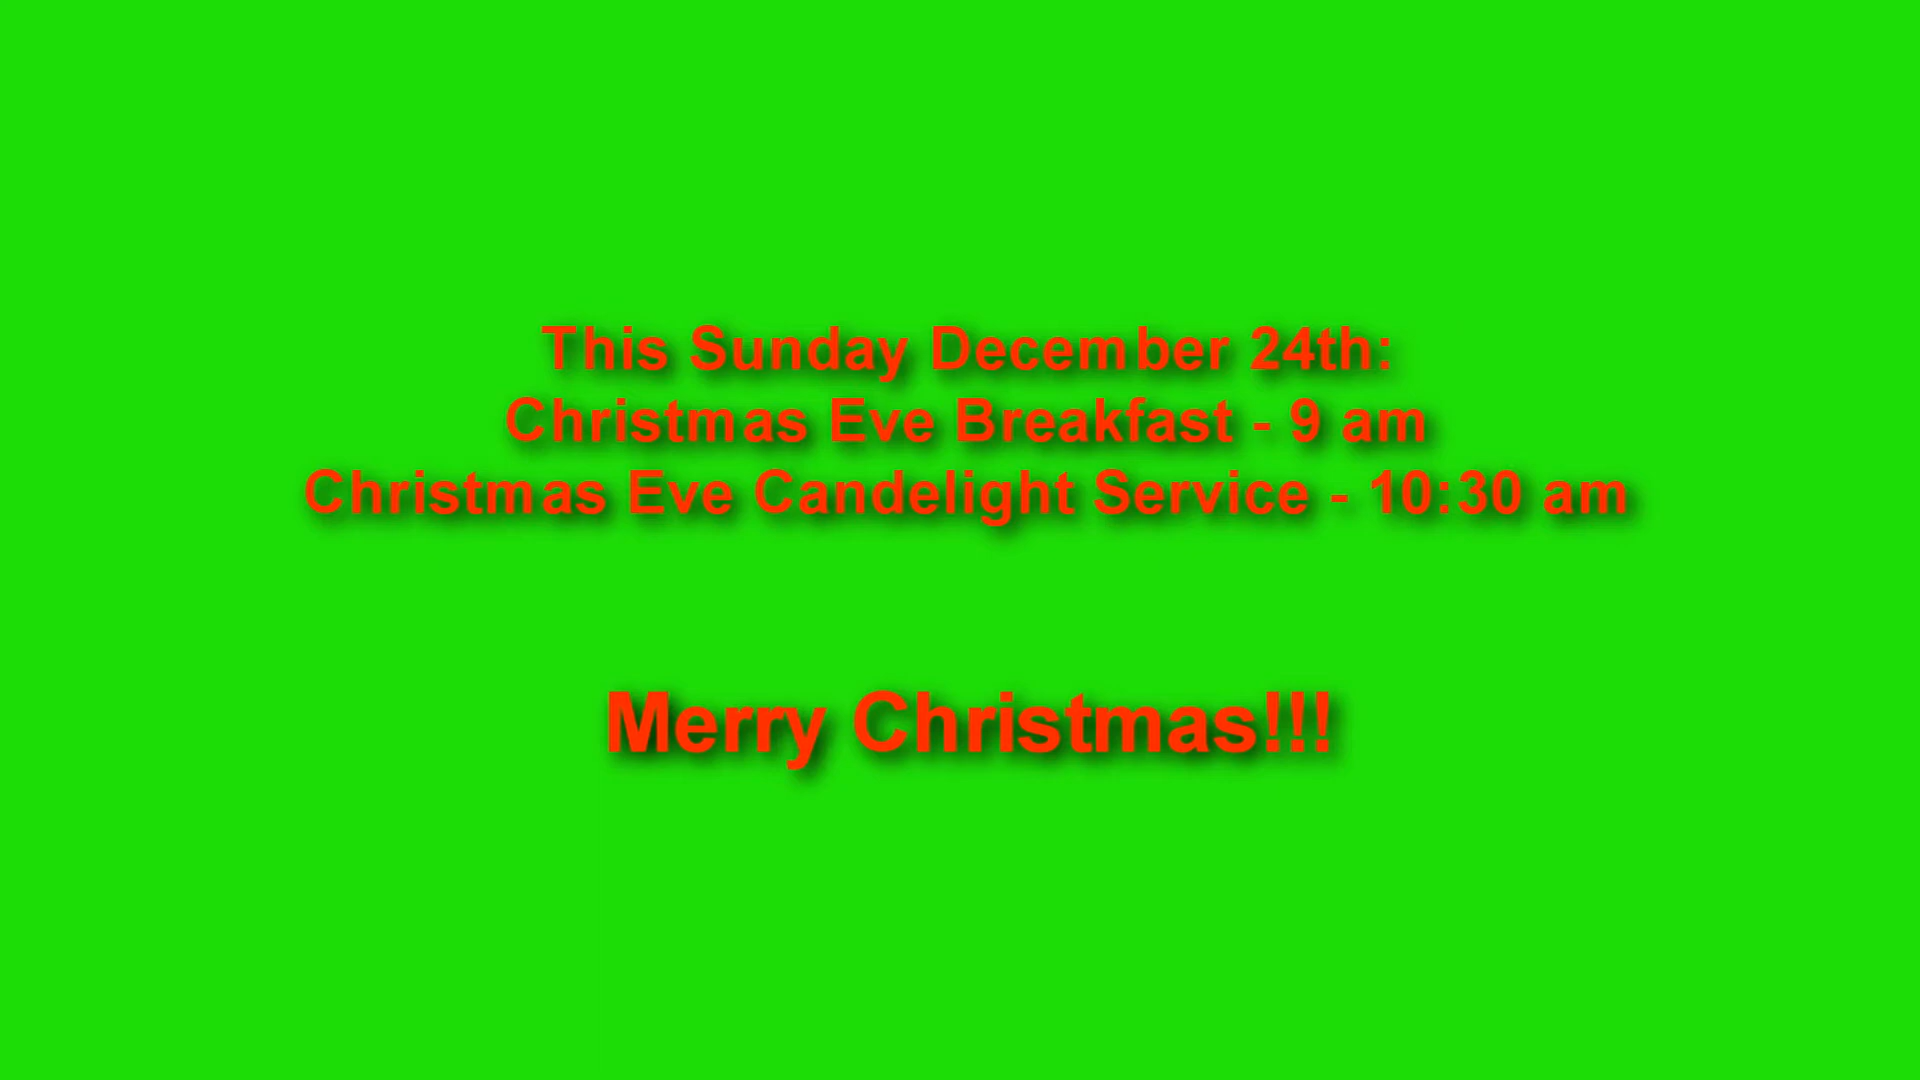 This Sunday December 24th:
Christmas Eve Breakfast - 9 am
Christmas Eve Candelight Service - 10:30 am
Merry Christmas!!!